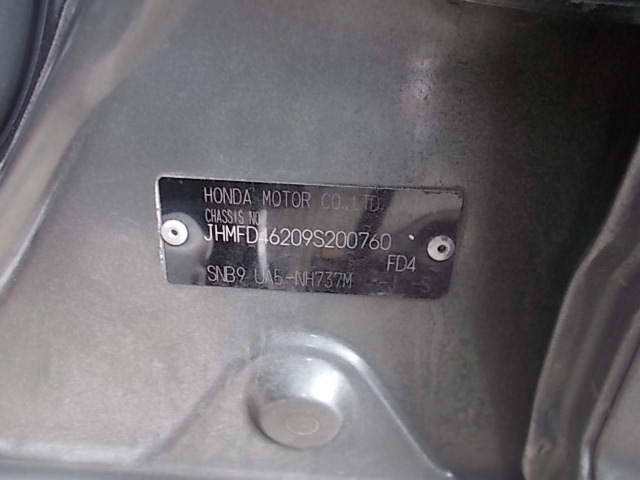 HONDA MOTOR CO.,LTD.
CHASSIS NO.
JHMFD46209S200760
FD4
SNB9 UA5-NH737M